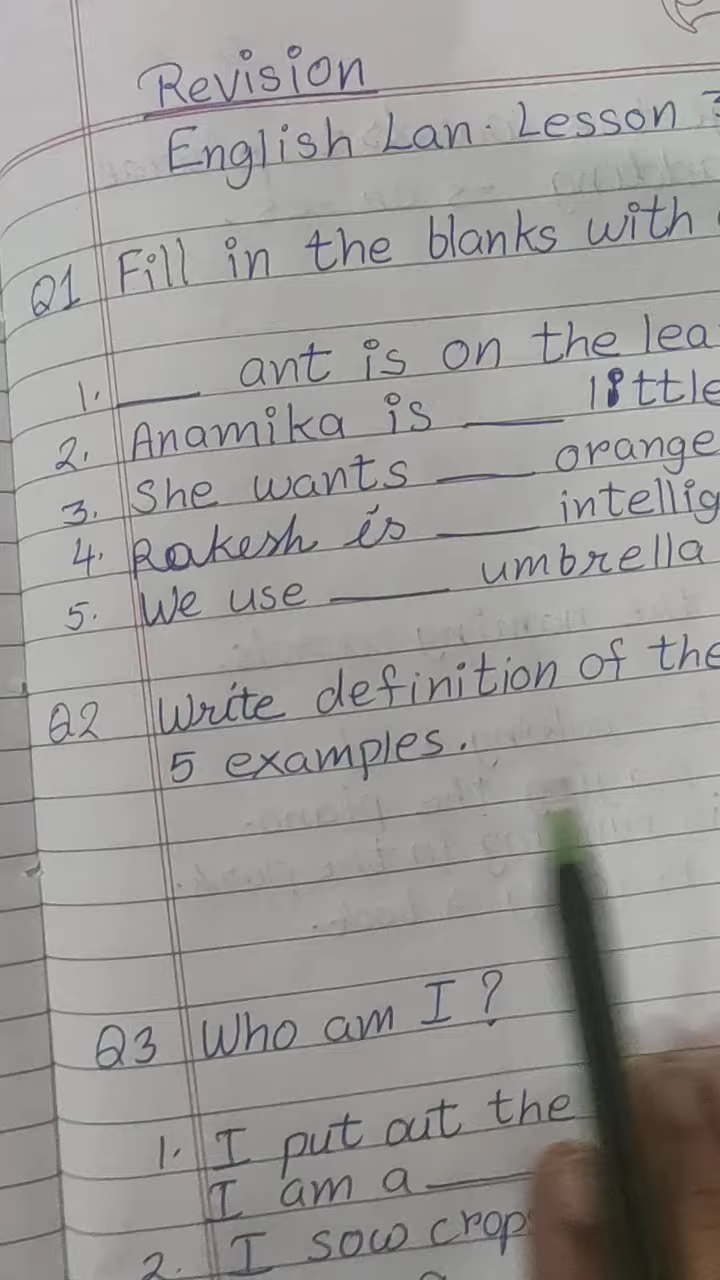 Revision
English Lan. Lesson
Q1 Fill in the blanks with
1. ___ ant is on the lea
2. Anamika is ___ little
3. She wants ___ orange
4. Rakesh is ___ intellig
5. We use ___ umbrella
Q2 Write definition of the
5 examples.
Q3 Who am I?
1. I put out the
I am a ___
2. I sow crop